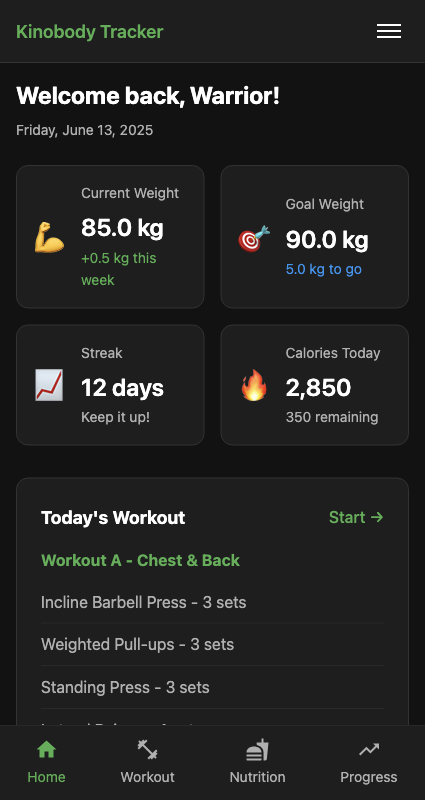 Kinobody Tracker
Welcome back, Warrior!
Friday, June 13, 2025
Current Weight
85.0 kg
+0.5 kg this
week
Goal Weight
90.0 kg
5.0 kg to go
Streak
12 days
Keep it up!
Calories Today
2,850
350 remaining
Today's Workout
Start →
Workout A - Chest & Back
Incline Barbell Press - 3 sets
Weighted Pull-ups - 3 sets
Standing Press - 3 sets
Home
Workout
Nutrition
Progress